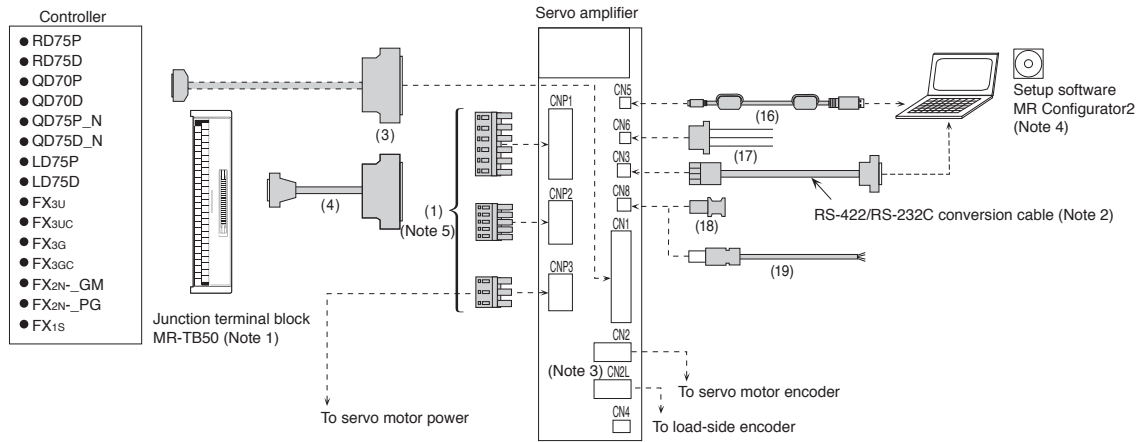 Controller
● RD75P
● RD75D
● QD70P
● QD70D
● QD75P_N
● QD75D_N
● LD75P
● LD75D
● FX3U
● FX3UC
● FX3G
● FX3GC
● FX2N-_GM
● FX2N-_PG
● FX1S
Junction terminal block
MR-TB50 (Note 1)
(3)
(4)
(1)
(Note 5)
To servo motor power
Servo amplifier
CNP1
CNP2
CNP3
CN5
CN6
CN3
CN8
CN1
CN2
(Note 3)
CN2L
CN4
(16)
(17)
RS-422/RS-232C conversion cable (Note 2)
(18)
(19)
To servo motor encoder
To load-side encoder
Setup software
MR Configurator2
(Note 4)